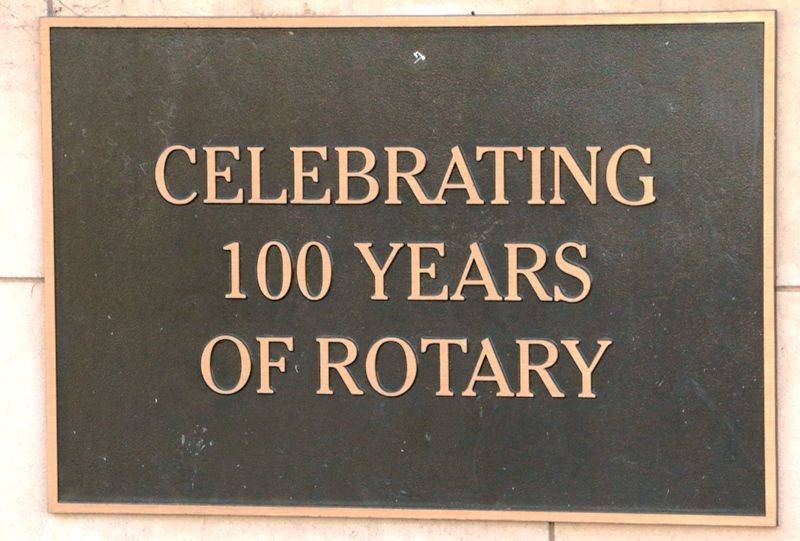 CELEBRATING
100 YEARS
OF ROTARY